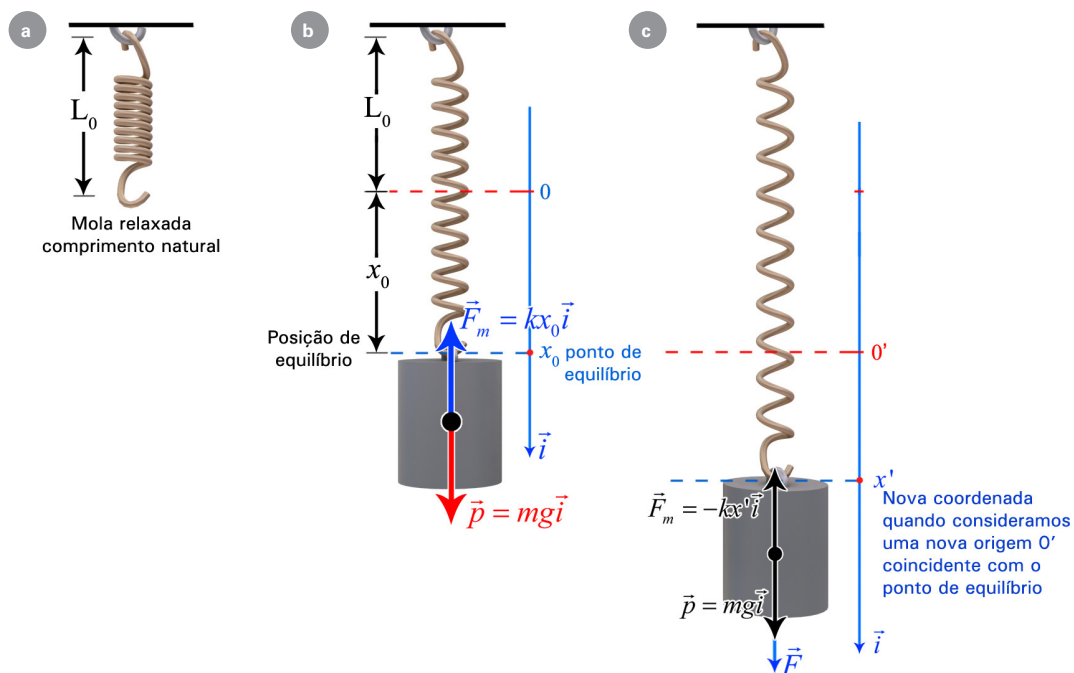 a
L₀
Mola relaxada
comprimento natural
b
L₀
0
x₀
F⃗ₘ = kx₀i⃗
Posição de
equilíbrio
x₀ ponto de
equilíbrio
i⃗
p⃗ = mgi⃗
c
0'
x'
F⃗ₘ = –kx'i⃗
Nova coordenada
quando consideramos
uma nova origem 0’
coincidente com o
ponto de equilíbrio
p⃗ = mgi⃗
i⃗
F⃗